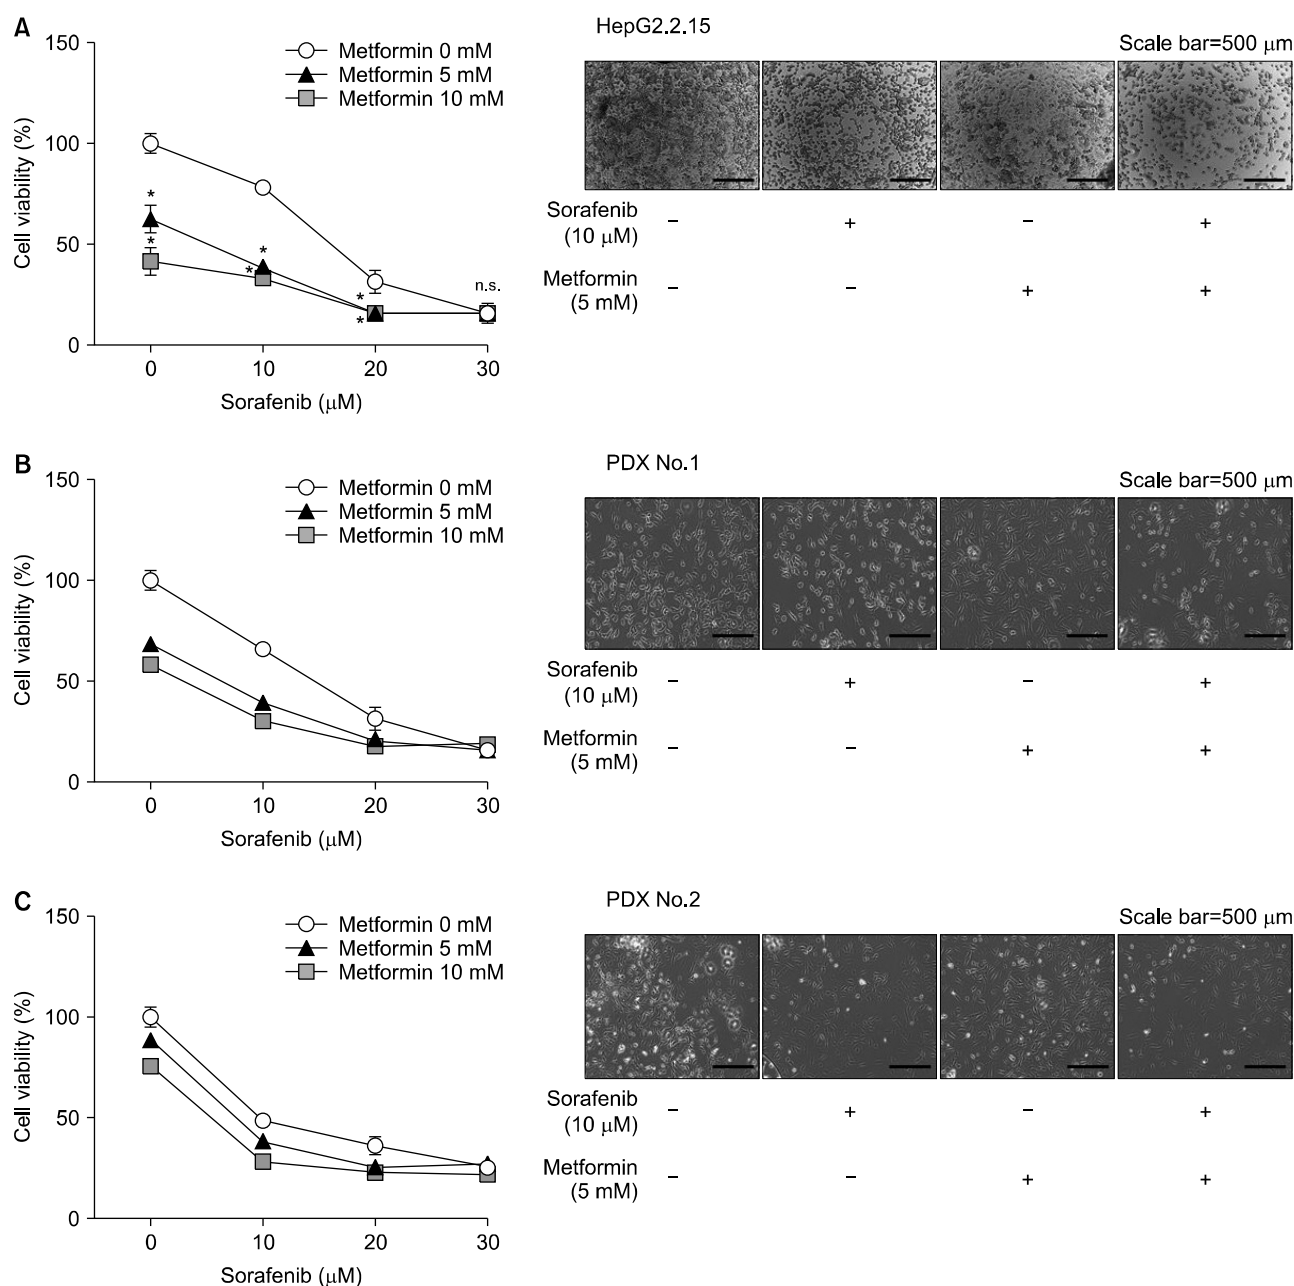 A
150
100
50
0
Cell viability (%)
Metformin 0 mM
Metformin 5 mM
Metformin 10 mM
*
*
*
*
*
*
n.s.
0 10 20 30
Sorafenib (μM)
HepG2.2.15
Scale bar=500 μm
Sorafenib
(10 μM) − + − +
Metformin
(5 mM) − − + +
B
150
100
50
0
Cell viability (%)
Metformin 0 mM
Metformin 5 mM
Metformin 10 mM
0 10 20 30
Sorafenib (μM)
PDX No.1
Scale bar=500 μm
Sorafenib
(10 μM) − + − +
Metformin
(5 mM) − − + +
C
150
100
50
0
Cell viability (%)
Metformin 0 mM
Metformin 5 mM
Metformin 10 mM
0 10 20 30
Sorafenib (μM)
PDX No.2
Scale bar=500 μm
Sorafenib
(10 μM) − + − +
Metformin
(5 mM) − − + +